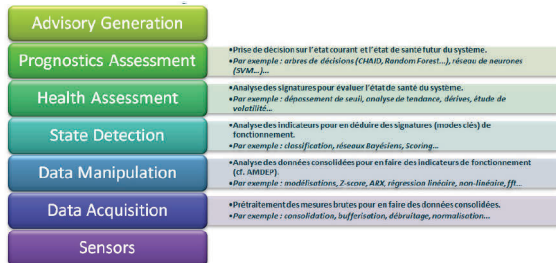 Advisory Generation
Prognostics Assessment
•Prise de décision sur l'état courant et l'état de santé futur du système.
•Par exemple : arbres de décisions (CHAID, Random Forest...), réseau de neurones
(SVM...)...
Health Assessment
•Analyse des signatures pour évaluer l'état de santé du système.
•Par exemple : dépassement de seuil, analyse de tendance, dérives, étude de
volatilité...
State Detection
•Analyse des indicateurs pour en déduire des signatures (modes clés) de
fonctionnement.
•Par exemple : classification, réseaux Bayésiens, Scoring...
Data Manipulation
•Analyse des données consolidées pour en faire des indicateurs de fonctionnement
(cf. AMDEP).
•Par exemple : modélisations, Z-score, ARX, régression linéaire, non-linéaire, fft...
Data Acquisition
•Prétraitement des mesures brutes pour en faire des données consolidées.
•Par exemple : consolidation, bufferisation, débruitage, normalisation...
Sensors